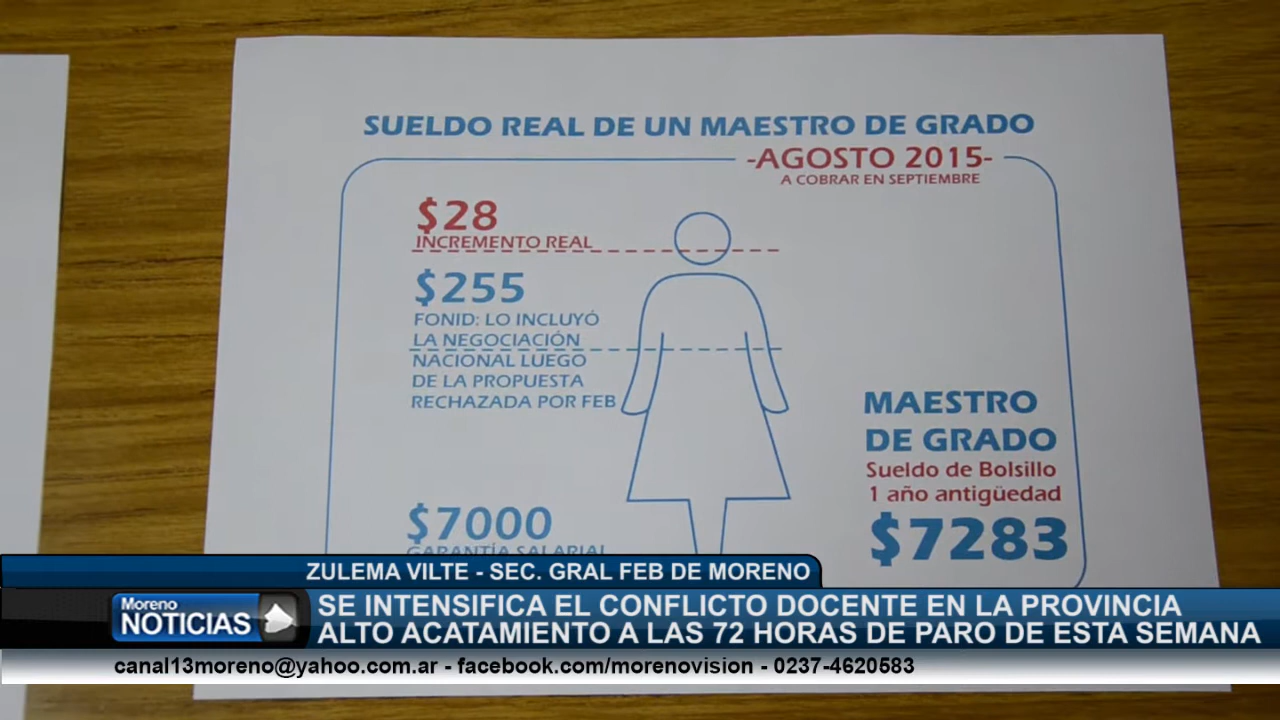 SUELDO REAL DE UN MAESTRO DE GRADO
-AGOSTO 2015-
A COBRAR EN SEPTIEMBRE
$28
INCREMENTO REAL
$255
FONID: LO INCLUYÓ
LA NEGOCIACIÓN
NACIONAL LUEGO
DE LA PROPUESTA
RECHAZADA POR FEB
MAESTRO
DE GRADO
Sueldo de Bolsillo
1 año antigüedad
$7283
$7000
GARANTÍA SALARIAL
ZULEMA VILTE - SEC. GRAL FEB DE MORENO
Moreno
NOTICIAS
SE INTENSIFICA EL CONFLICTO DOCENTE EN LA PROVINCIA
ALTO ACATAMIENTO A LAS 72 HORAS DE PARO DE ESTA SEMANA
canal13moreno@yahoo.com.ar - facebook.com/morenovision - 0237-4620583